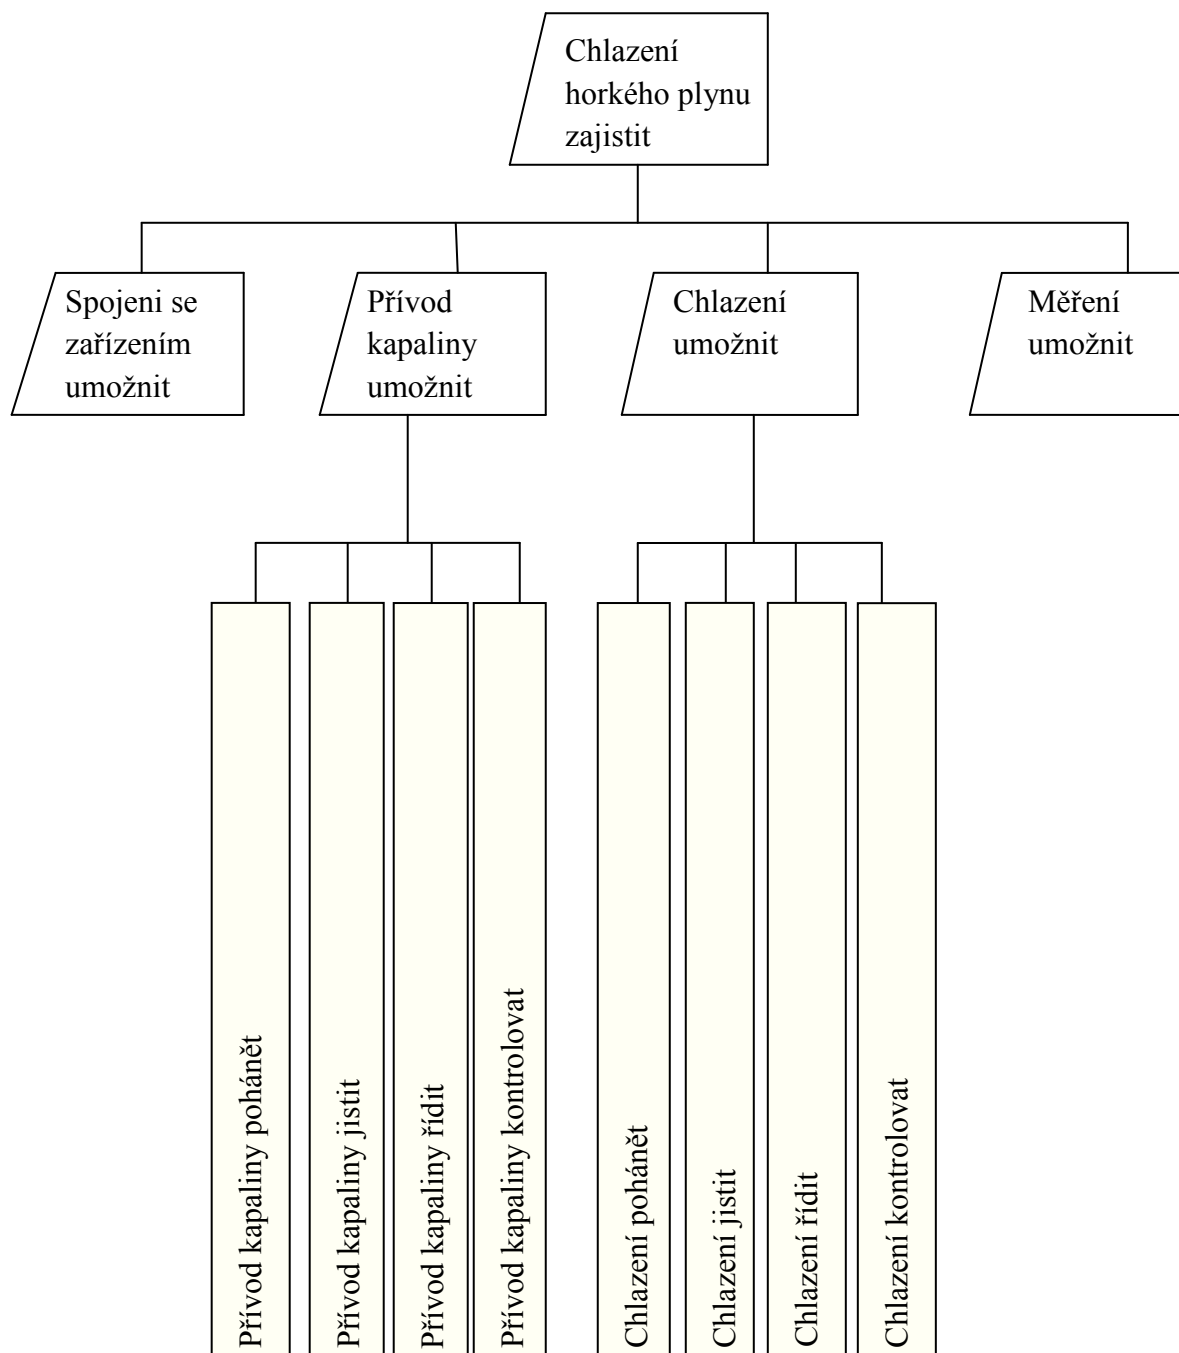 Chlazení
horkého plynu
zajistit
Spojeni se
zařízením
umožnit
Přívod
kapaliny
umožnit
Chlazení
umožnit
Měření
umožnit
Přívod kapaliny pohánět
Přívod kapaliny jistit
Přívod kapaliny řídit
Přívod kapaliny kontrolovat
Chlazení pohánět
Chlazení jistit
Chlazení řídit
Chlazení kontrolovat